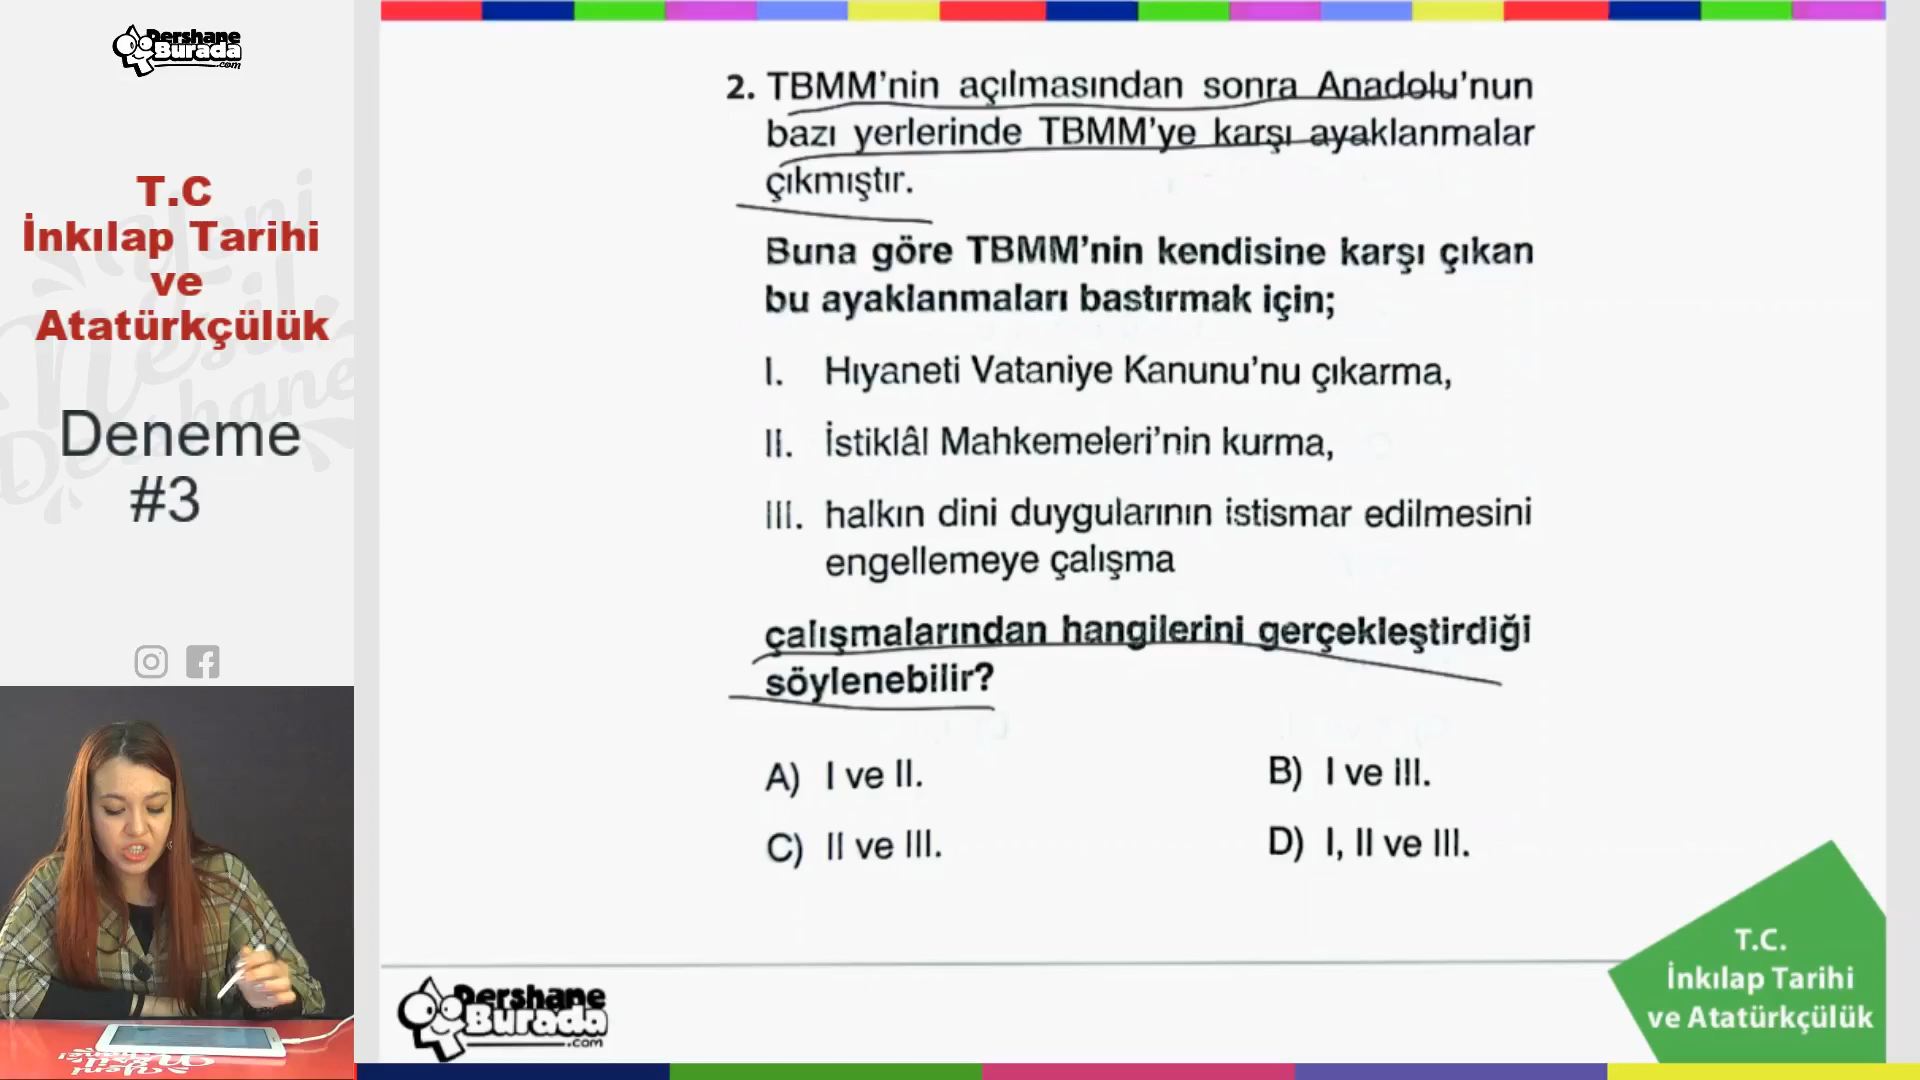 Dershane
Burada
.com
T.C
İnkılap Tarihi
ve
Atatürkçülük
Deneme
#3
2. TBMM’nin açılmasından sonra Anadolu’nun
bazı yerlerinde TBMM’ye karşı ayaklanmalar
çıkmıştır.
Buna göre TBMM’nin kendisine karşı çıkan
bu ayaklanmaları bastırmak için;
I. Hıyaneti Vataniye Kanunu’nu çıkarma,
II. İstiklâl Mahkemeleri’nin kurma,
III. halkın dini duygularının istismar edilmesini
engellemeye çalışma
çalışmalarından hangilerini gerçekleştirdiği
söylenebilir?
A) I ve II.
B) I ve III.
C) II ve III.
D) I, II ve III.
Dershane
Burada
.com
T.C.
İnkılap Tarihi
ve Atatürkçülük
Yeni
Nesil
Dershane